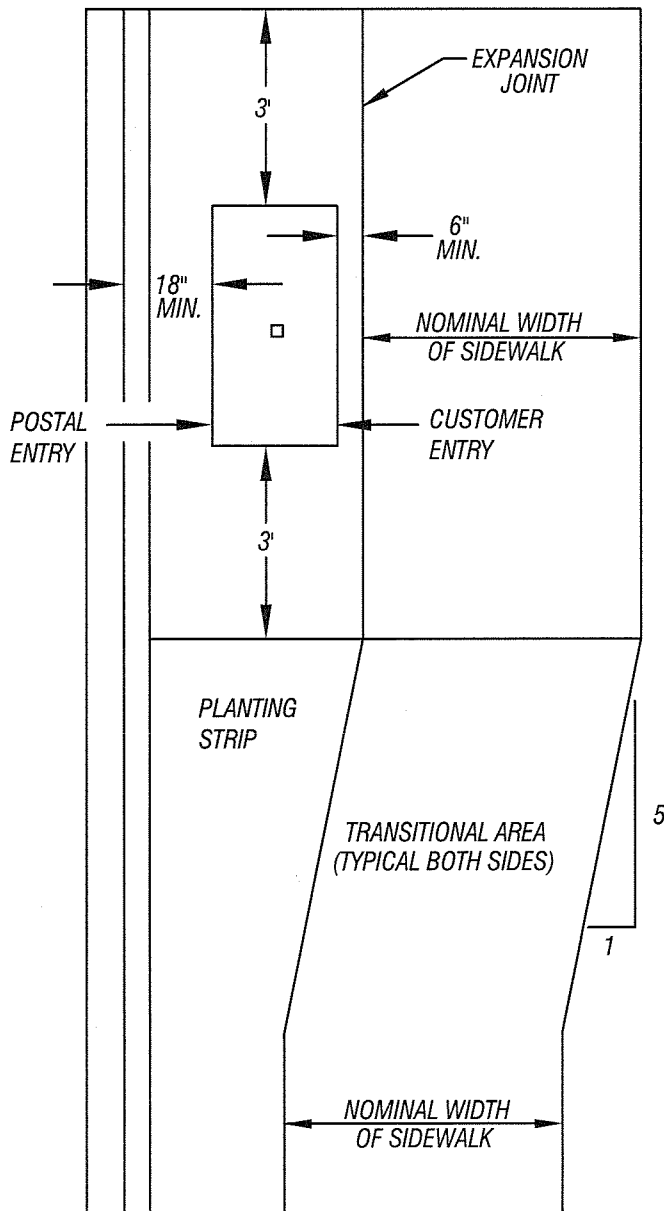 EXPANSION
JOINT
3'
6"
MIN.
18"
MIN.
NOMINAL WIDTH
OF SIDEWALK
POSTAL
ENTRY
CUSTOMER
ENTRY
3'
PLANTING
STRIP
TRANSITIONAL AREA
(TYPICAL BOTH SIDES)
5
1
NOMINAL WIDTH
OF SIDEWALK